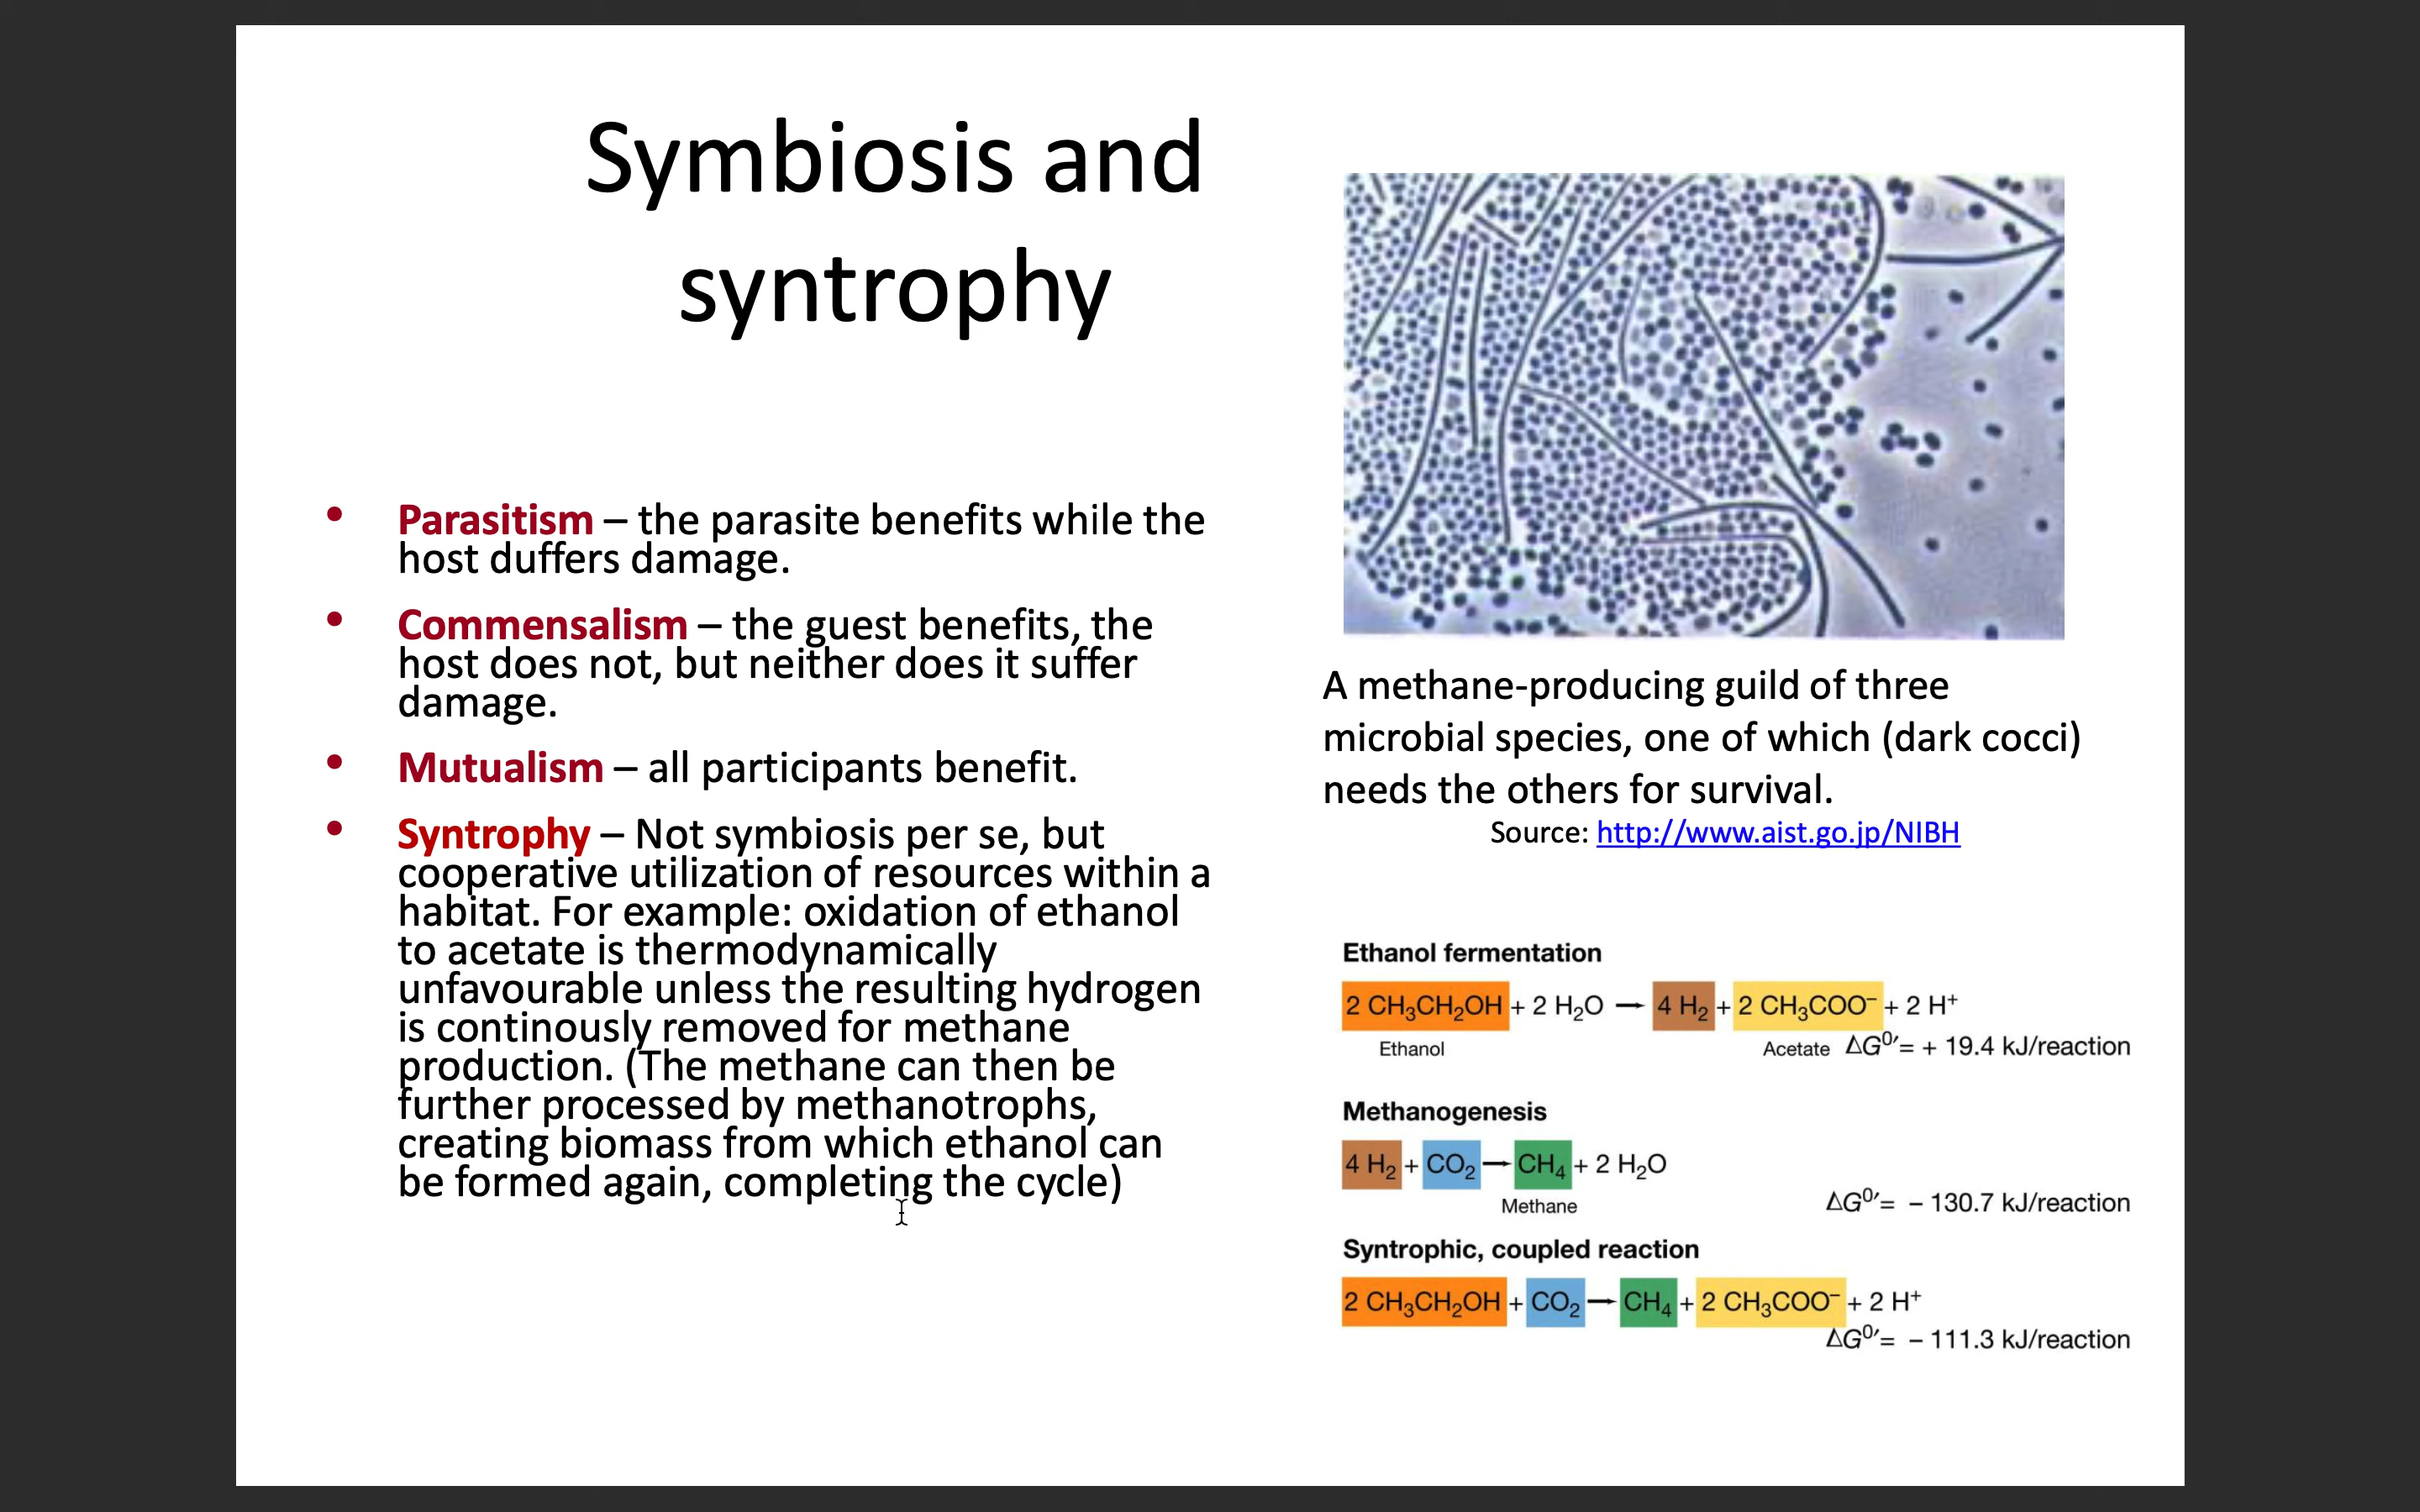 Symbiosis and
syntrophy
• Parasitism – the parasite benefits while the
host duffers damage.
• Commensalism – the guest benefits, the
host does not, but neither does it suffer
damage.
• Mutualism – all participants benefit.
• Syntrophy – Not symbiosis per se, but
cooperative utilization of resources within a
habitat. For example: oxidation of ethanol
to acetate is thermodynamically
unfavourable unless the resulting hydrogen
is continously removed for methane
production. (The methane can then be
further processed by methanotrophs,
creating biomass from which ethanol can
be formed again, completing the cycle)
A methane-producing guild of three
microbial species, one of which (dark cocci)
needs the others for survival.
Source: http://www.aist.go.jp/NIBH
Ethanol fermentation
2 CH₃CH₂OH + 2 H₂O → 4 H₂ + 2 CH₃COO⁻ + 2 H⁺
Ethanol Acetate ΔG⁰′= + 19.4 kJ/reaction
Methanogenesis
4 H₂ + CO₂ → CH₄ + 2 H₂O
Methane ΔG⁰′= – 130.7 kJ/reaction
Syntrophic, coupled reaction
2 CH₃CH₂OH + CO₂ → CH₄ + 2 CH₃COO⁻ + 2 H⁺
ΔG⁰′= – 111.3 kJ/reaction